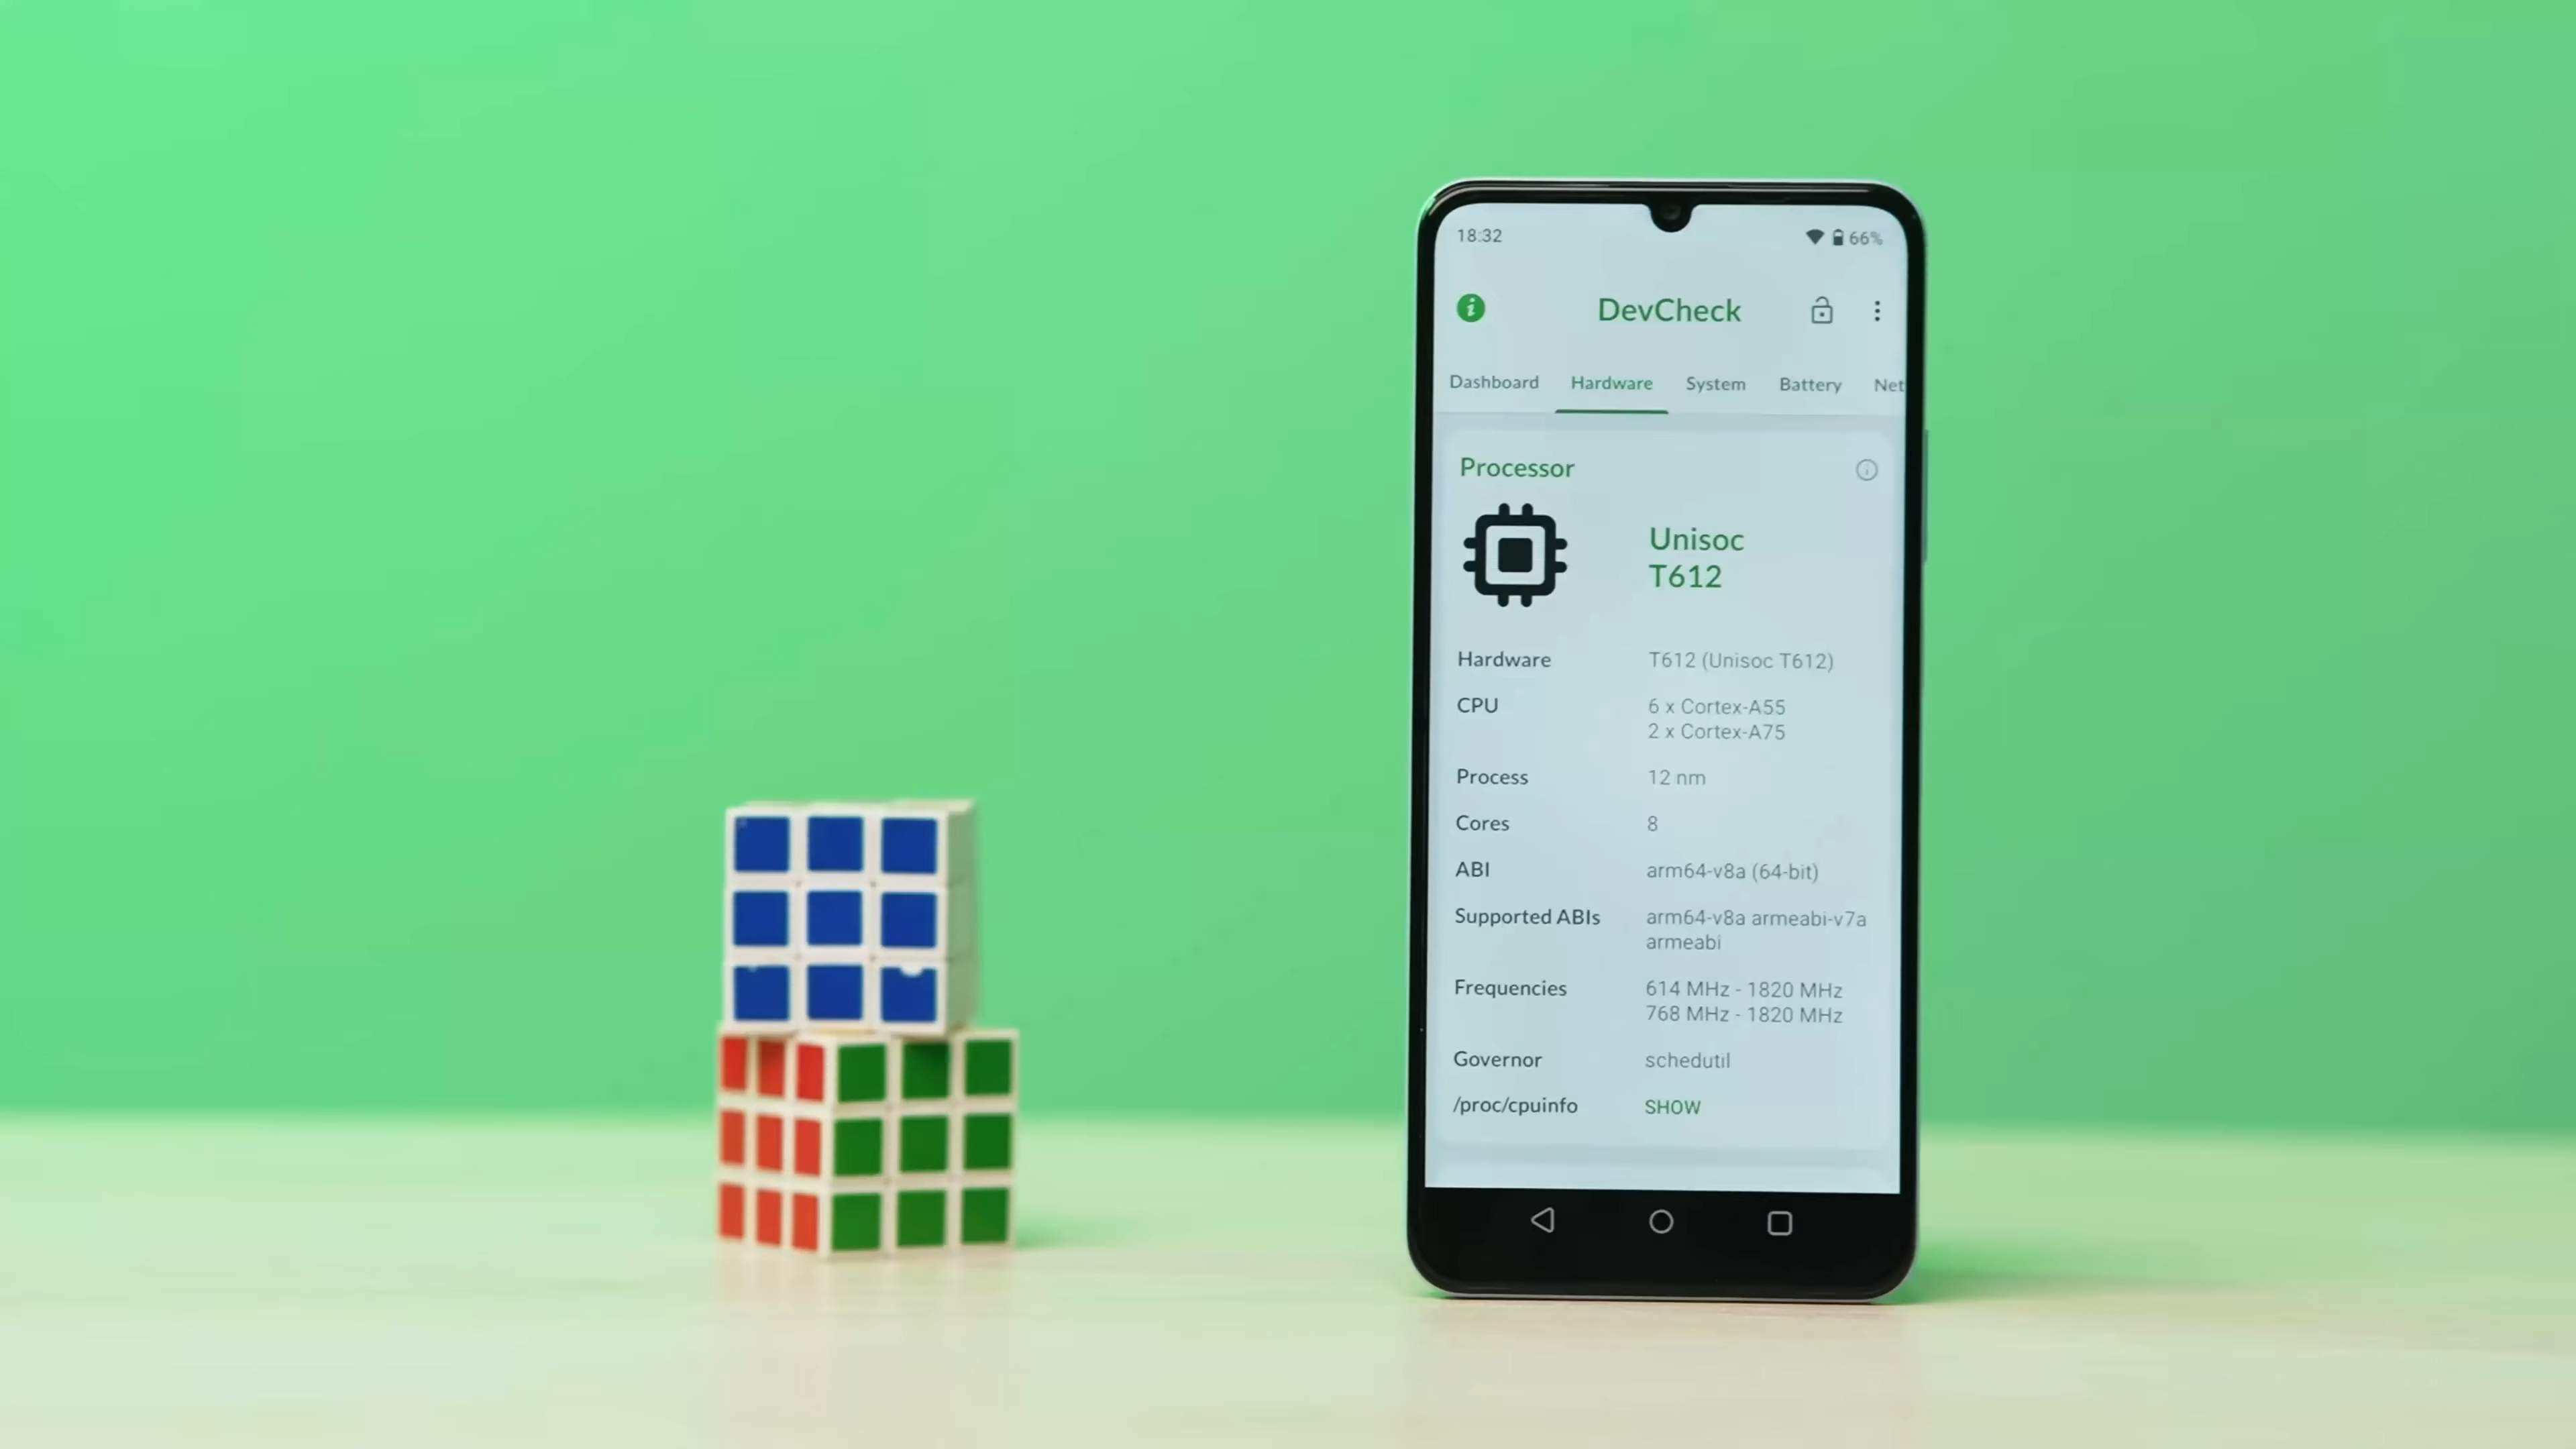 18:32 66%
DevCheck
Dashboard Hardware System Battery Net
Processor
Unisoc
T612
Hardware T612 (Unisoc T612)
CPU 6 x Cortex-A55
2 x Cortex-A75
Process 12 nm
Cores 8
ABI arm64-v8a (64-bit)
Supported ABIs arm64-v8a armeabi-v7a
armeabi
Frequencies 614 MHz - 1820 MHz
768 MHz - 1820 MHz
Governor schedutil
/proc/cpuinfo SHOW